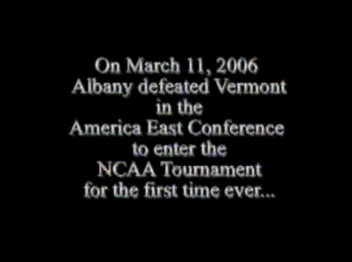 On March 11, 2006
Albany defeated Vermont
in the
America East Conference
to enter the
NCAA Tournament
for the first time ever...